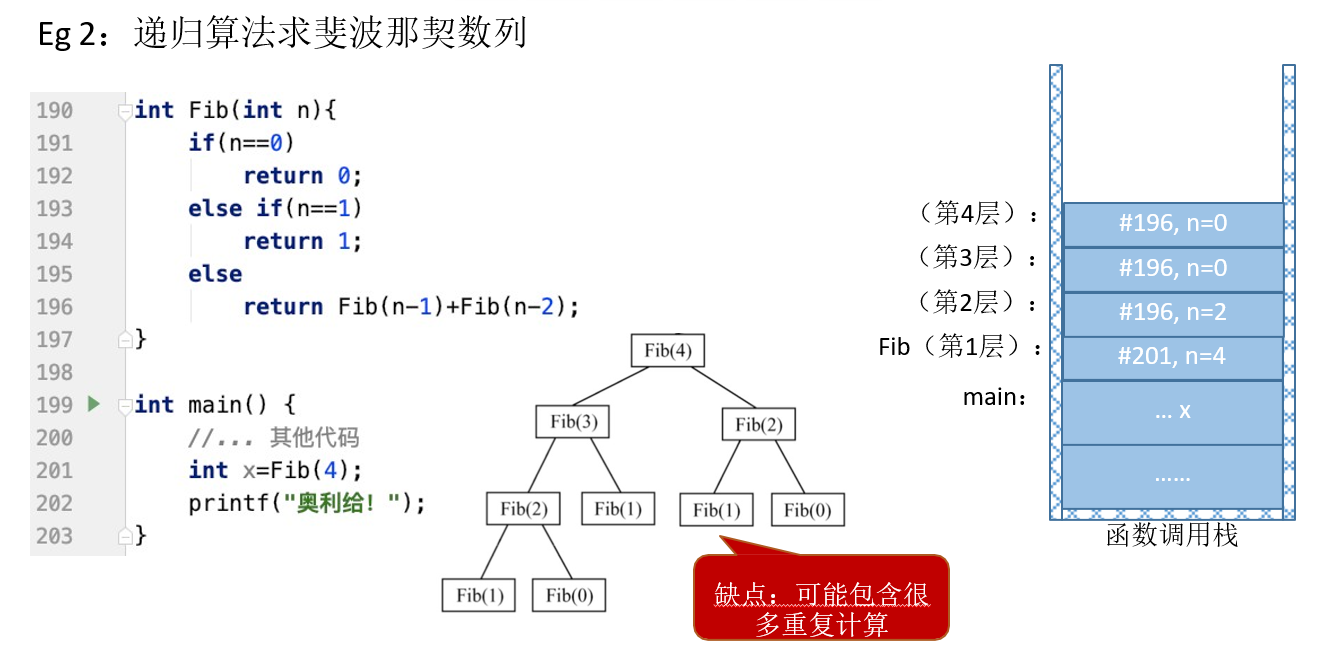 Eg 2：递归算法求斐波那契数列
190 int Fib(int n){
191 if(n==0)
192 return 0;
193 else if(n==1)
194 return 1;
195 else
196 return Fib(n-1)+Fib(n-2);
197 }
198
199 int main() {
200 //... 其他代码
201 int x=Fib(4);
202 printf("奥利给！");
203 }
Fib(4)
Fib(3) Fib(2)
Fib(2) Fib(1) Fib(1) Fib(0)
Fib(1) Fib(0)
缺点：可能包含很
多重复计算
（第4层）： #196, n=0
（第3层）： #196, n=0
（第2层）： #196, n=2
Fib（第1层）： #201, n=4
main： ... x
......
函数调用栈